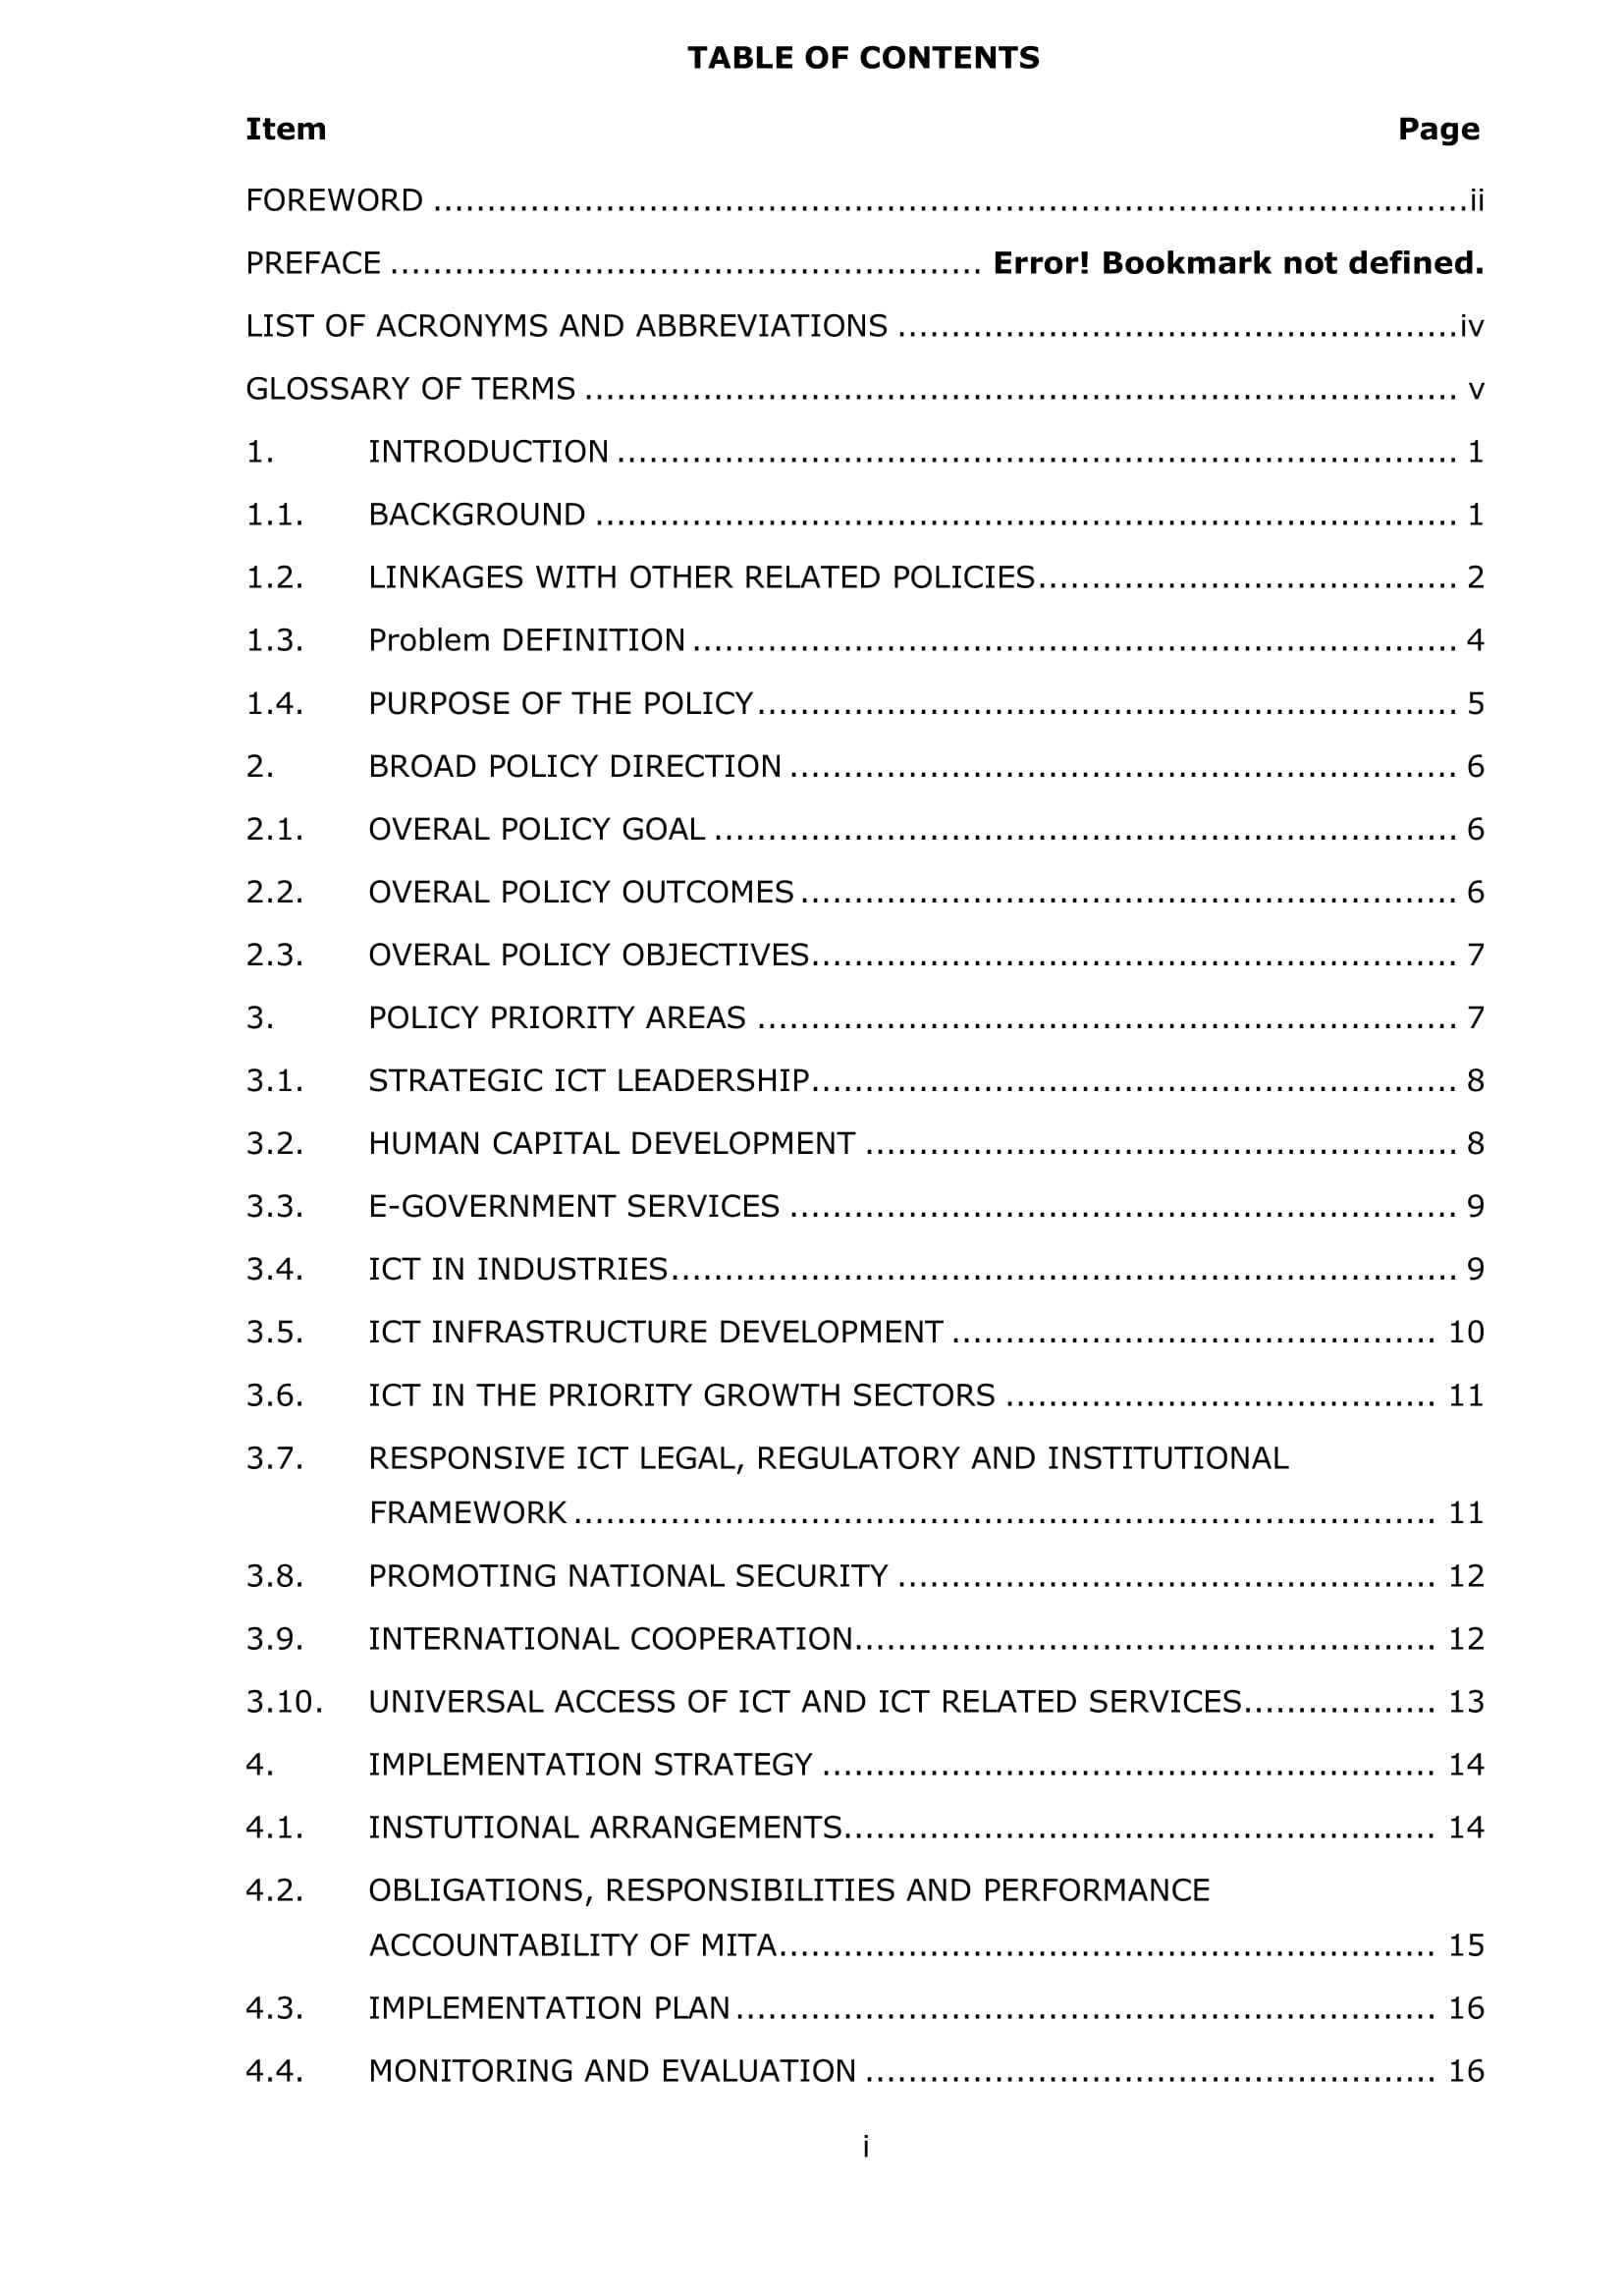 TABLE OF CONTENTS
Item Page
FOREWORD ................................................................................................ii
PREFACE ....................................................... Error! Bookmark not defined.
LIST OF ACRONYMS AND ABBREVIATIONS ....................................................iv
GLOSSARY OF TERMS ................................................................................. v
1. INTRODUCTION .............................................................................. 1
1.1. BACKGROUND ................................................................................ 1
1.2. LINKAGES WITH OTHER RELATED POLICIES....................................... 2
1.3. Problem DEFINITION ....................................................................... 4
1.4. PURPOSE OF THE POLICY................................................................. 5
2. BROAD POLICY DIRECTION .............................................................. 6
2.1. OVERAL POLICY GOAL ..................................................................... 6
2.2. OVERAL POLICY OUTCOMES ............................................................. 6
2.3. OVERAL POLICY OBJECTIVES............................................................ 7
3. POLICY PRIORITY AREAS ................................................................. 7
3.1. STRATEGIC ICT LEADERSHIP............................................................ 8
3.2. HUMAN CAPITAL DEVELOPMENT ....................................................... 8
3.3. E-GOVERNMENT SERVICES .............................................................. 9
3.4. ICT IN INDUSTRIES......................................................................... 9
3.5. ICT INFRASTRUCTURE DEVELOPMENT ............................................. 10
3.6. ICT IN THE PRIORITY GROWTH SECTORS ........................................ 11
3.7. RESPONSIVE ICT LEGAL, REGULATORY AND INSTITUTIONAL
FRAMEWORK ................................................................................ 11
3.8. PROMOTING NATIONAL SECURITY .................................................. 12
3.9. INTERNATIONAL COOPERATION...................................................... 12
3.10. UNIVERSAL ACCESS OF ICT AND ICT RELATED SERVICES.................. 13
4. IMPLEMENTATION STRATEGY ......................................................... 14
4.1. INSTUTIONAL ARRANGEMENTS....................................................... 14
4.2. OBLIGATIONS, RESPONSIBILITIES AND PERFORMANCE
ACCOUNTABILITY OF MITA............................................................. 15
4.3. IMPLEMENTATION PLAN ................................................................. 16
4.4. MONITORING AND EVALUATION ..................................................... 16
i